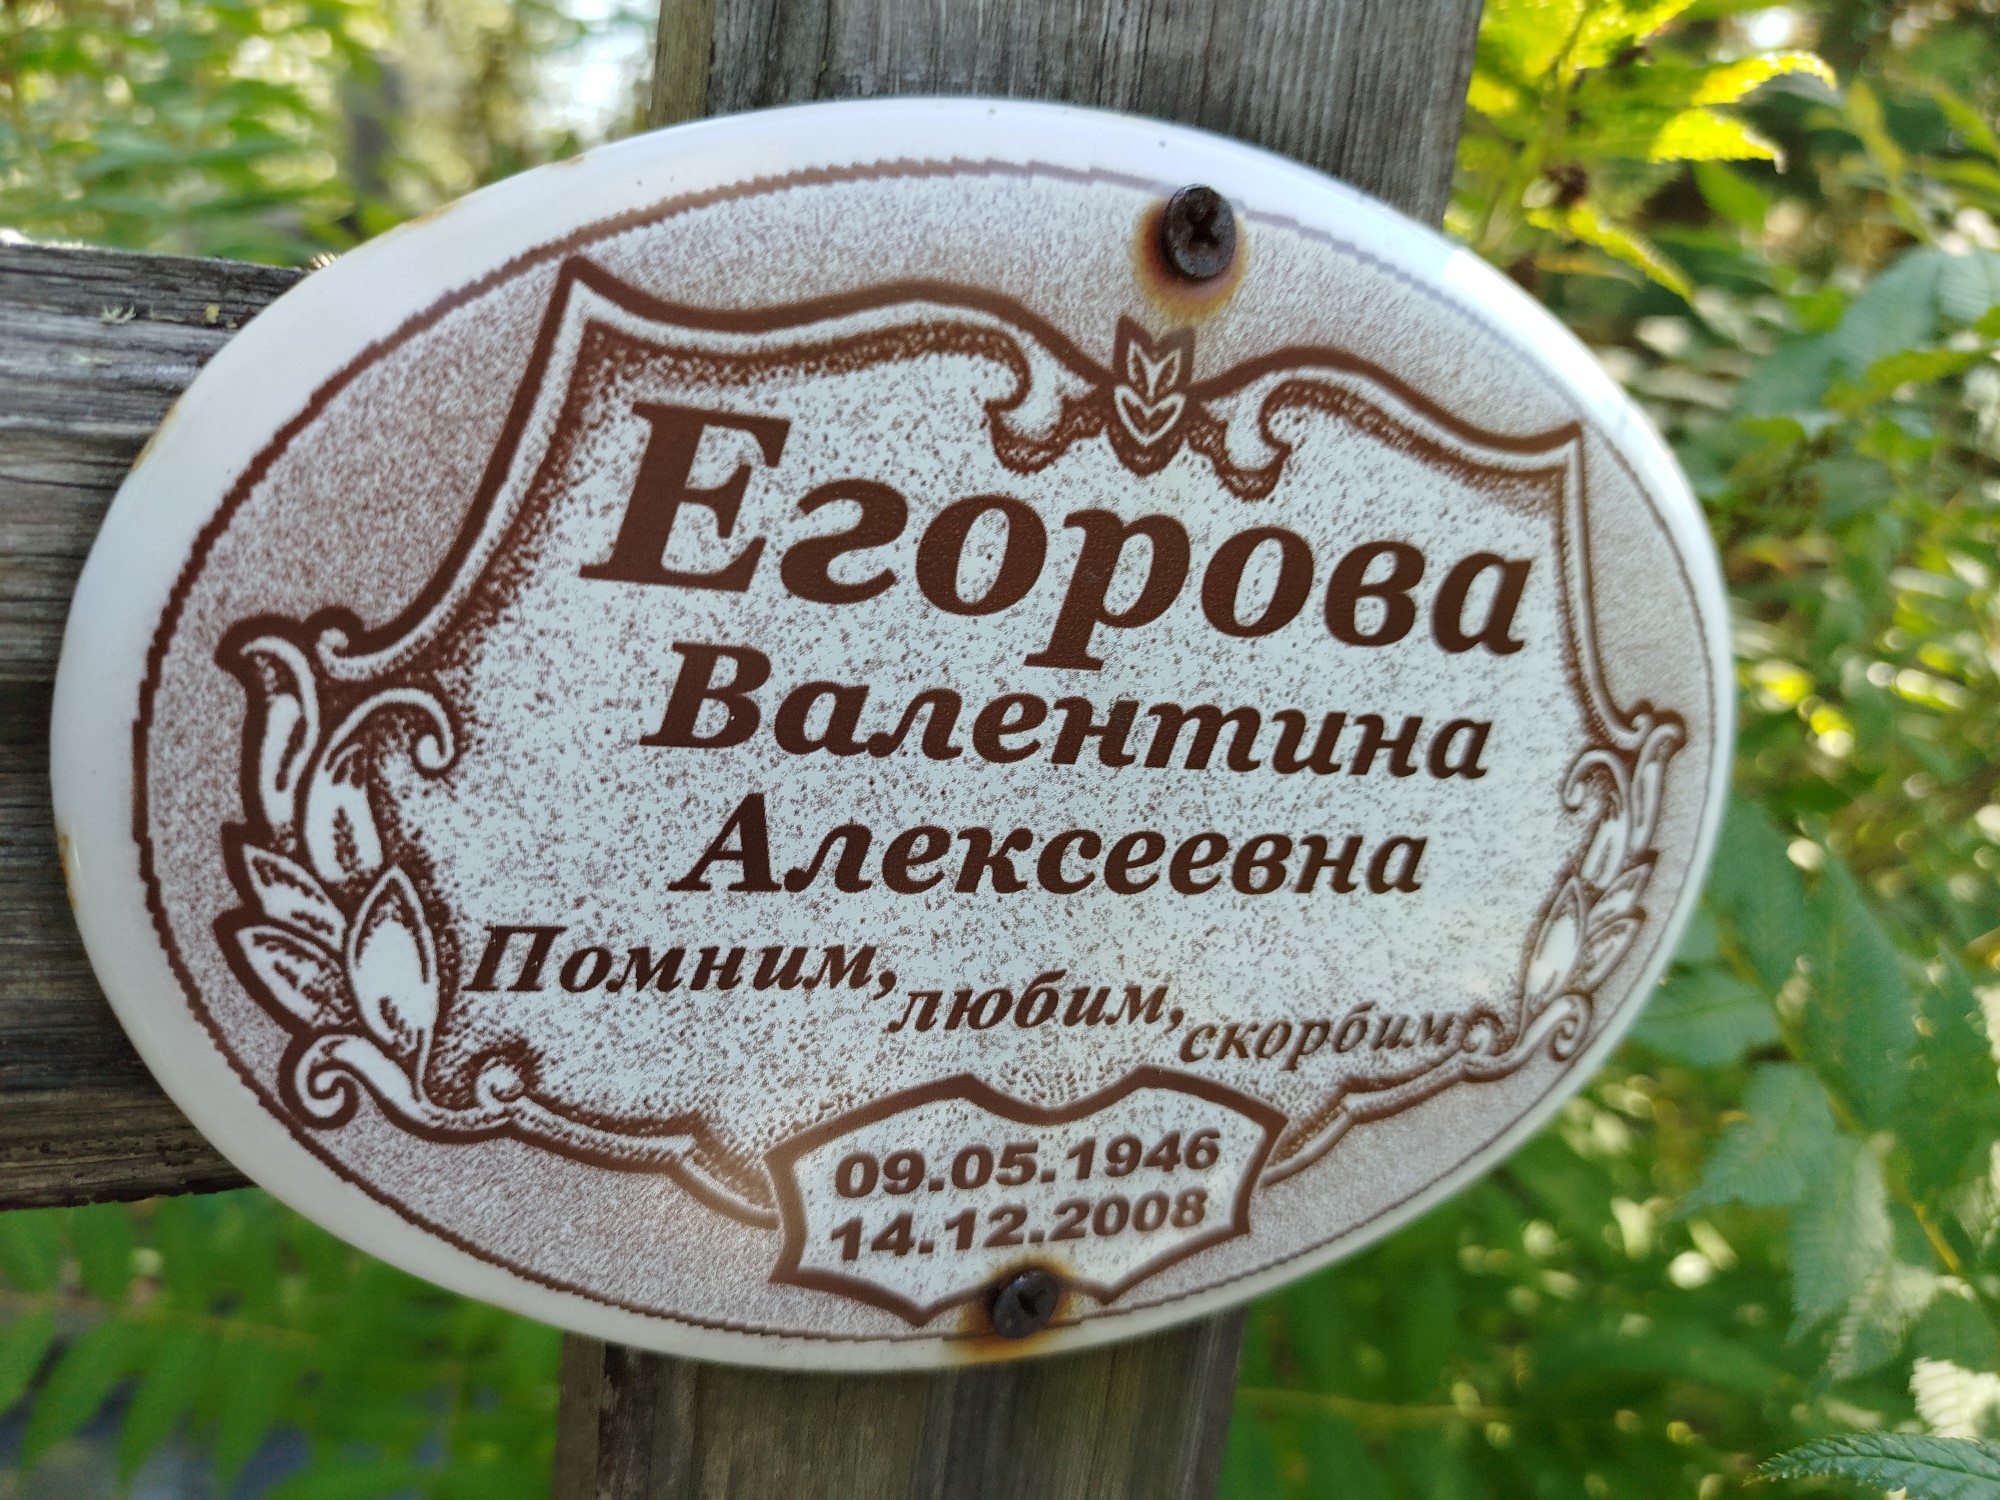 Егорова
Валентина
Алексеевна
Помним, любим, скорбим
09.05.1946
14.12.2008